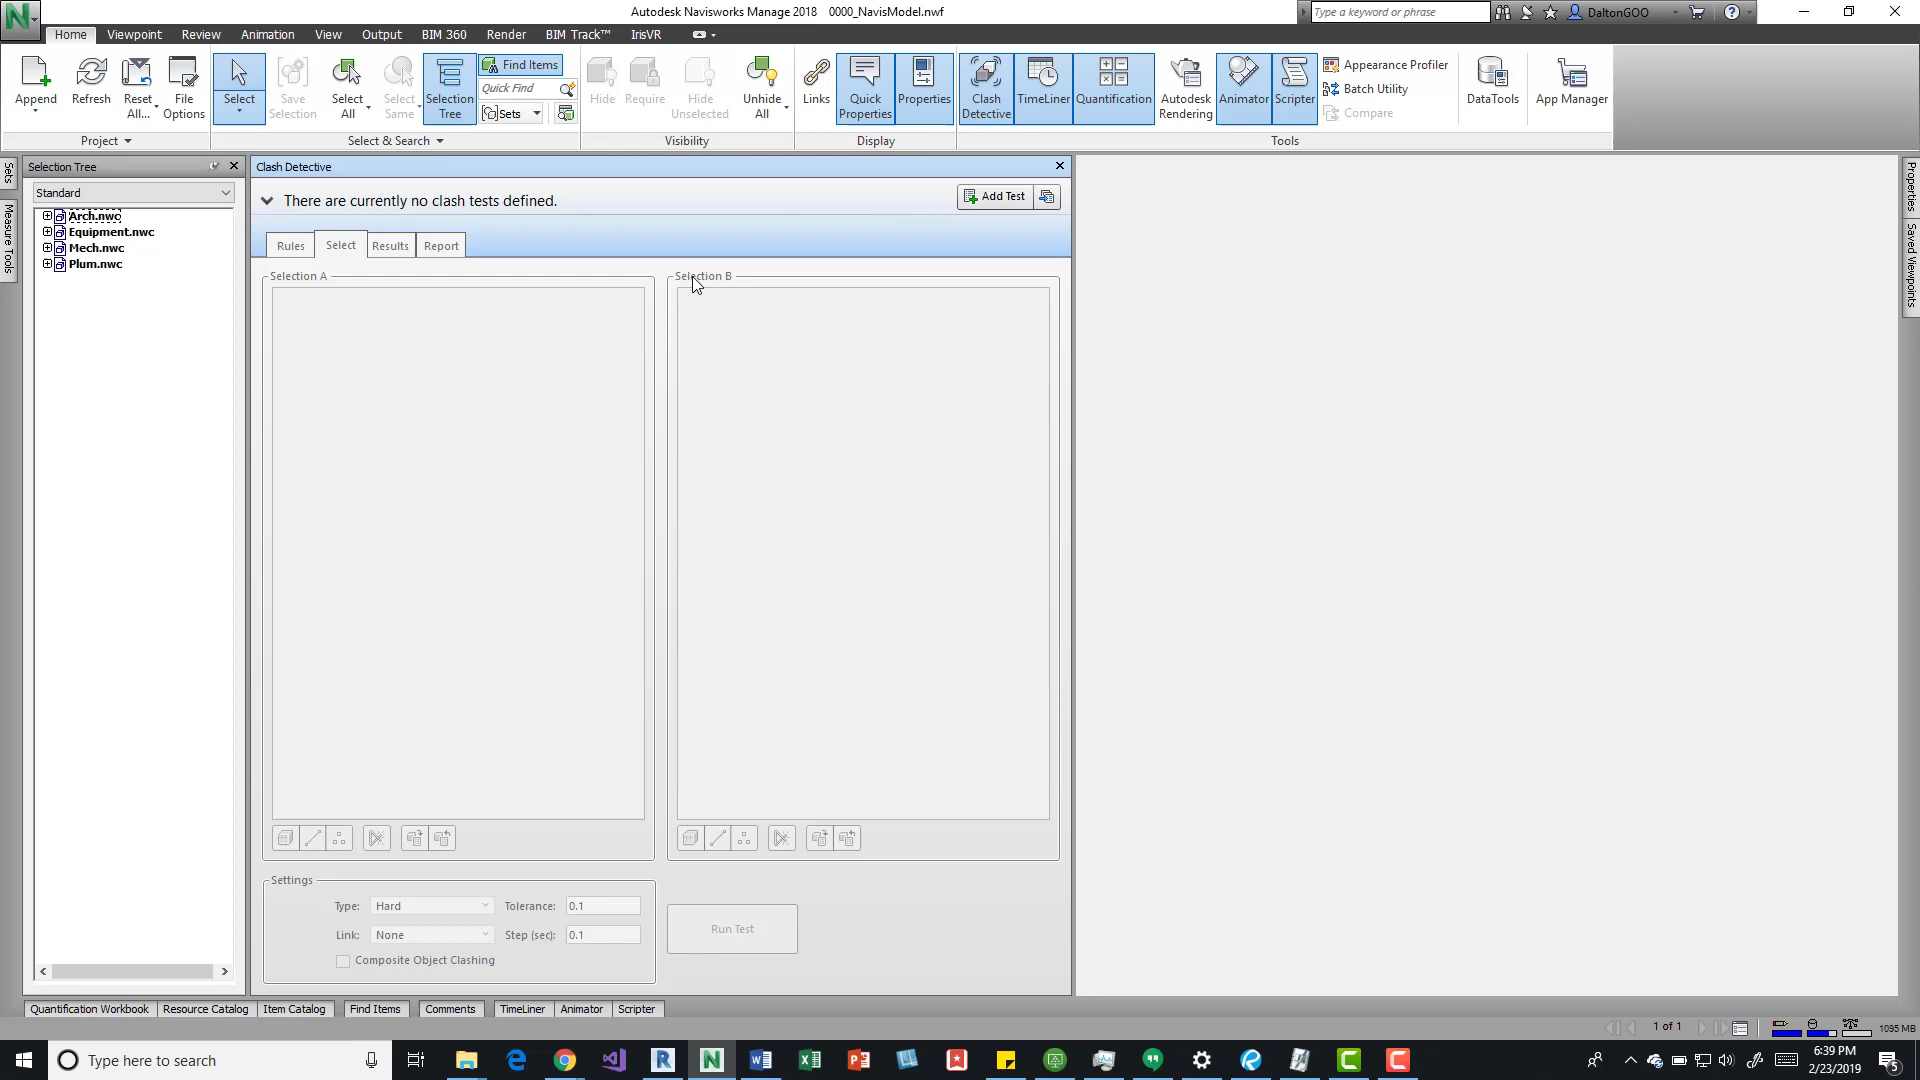 Autodesk Navisworks Manage 2018 0000_NavisModel.nwf
Type a keyword or phrase
DaltonGOO
Home Viewpoint Review Animation View Output BIM 360 Render BIM Track™ IrisVR
Append
Refresh
Reset All...
File Options
Project
Select
Save Selection
Select All
Select Same
Selection Tree
Find Items
Quick Find
Sets
Select & Search
Hide
Require
Hide Unselected
Unhide All
Visibility
Links
Quick Properties
Properties
Display
Clash Detective
TimeLiner
Quantification
Autodesk Rendering
Animator
Scripter
Appearance Profiler
Batch Utility
Compare
Tools
DataTools
App Manager
Sets
Measure Tools
Selection Tree
Standard
Arch.nwc
Equipment.nwc
Mech.nwc
Plum.nwc
Clash Detective
There are currently no clash tests defined.
Add Test
Rules Select Results Report
Selection A
Selection B
Settings
Type: Hard Tolerance: 0.1
Link: None Step (sec): 0.1
Composite Object Clashing
Run Test
Properties
Saved Viewpoints
Quantification Workbook Resource Catalog Item Catalog Find Items Comments TimeLiner Animator Scripter
1 of 1
1095 MB
Type here to search
6:39 PM
2/23/2019
5